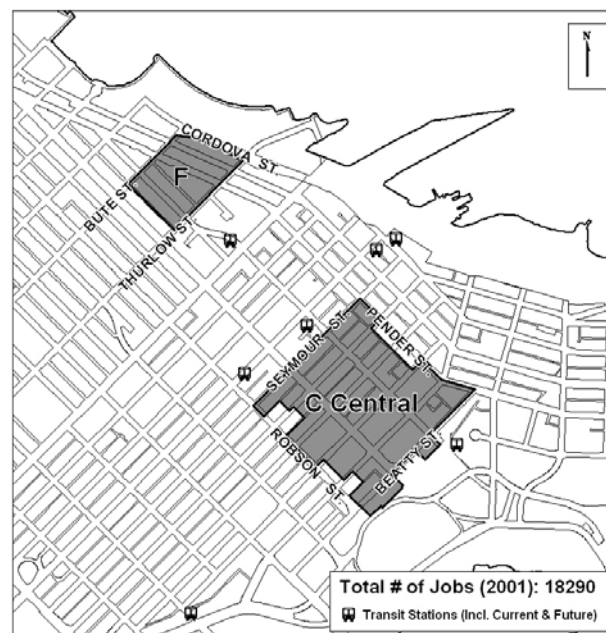 N
CORDOVA ST.
F
BUTE ST.
THURLOW ST.
SEYMOUR ST.
PENDER ST.
C Central
ROBSON ST
BEATTY ST.
Total # of Jobs (2001): 18290
Transit Stations (Incl. Current & Future)